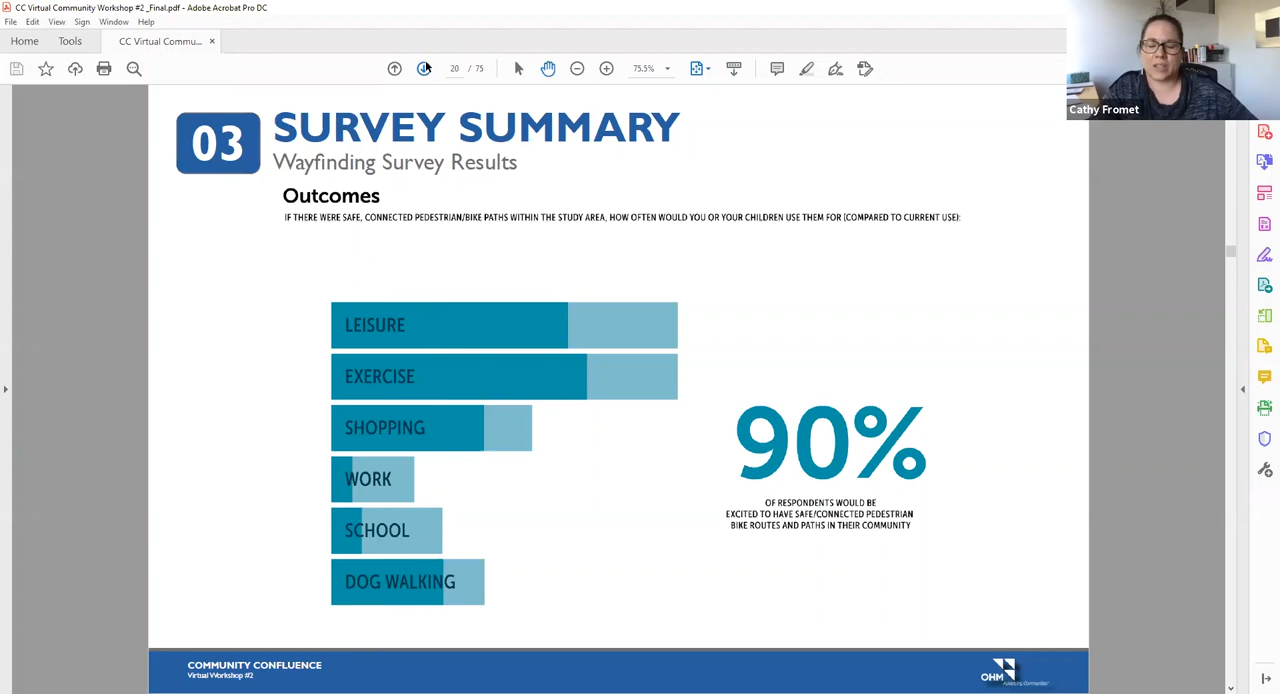 CC Virtual Community Workshop #2 _Final.pdf - Adobe Acrobat Pro DC
File Edit View Sign Window Help
Home Tools CC Virtual Commu... ×
20 / 75 75.5%
Cathy Fromet
03 SURVEY SUMMARY
Wayfinding Survey Results
Outcomes
IF THERE WERE SAFE, CONNECTED PEDESTRIAN/BIKE PATHS WITHIN THE STUDY AREA, HOW OFTEN WOULD YOU OR YOUR CHILDREN USE THEM FOR (COMPARED TO CURRENT USE):
LEISURE
EXERCISE
SHOPPING
WORK
SCHOOL
DOG WALKING
90%
OF RESPONDENTS WOULD BE
EXCITED TO HAVE SAFE/CONNECTED PEDESTRIAN
BIKE ROUTES AND PATHS IN THEIR COMMUNITY
COMMUNITY CONFLUENCE
Virtual Workshop #2
OHM